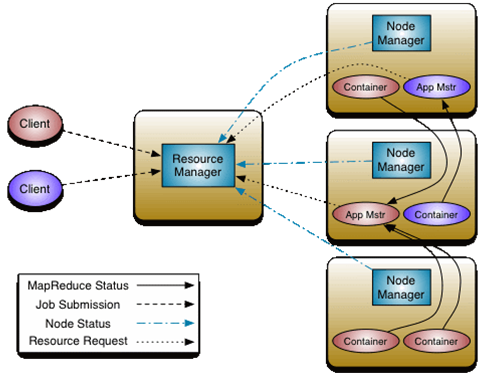 Node
Manager
Container
App Mstr
Client
Resource
Manager
Client
Node
Manager
App Mstr
Container
Node
Manager
Container
Container
MapReduce Status
Job Submission
Node Status
Resource Request